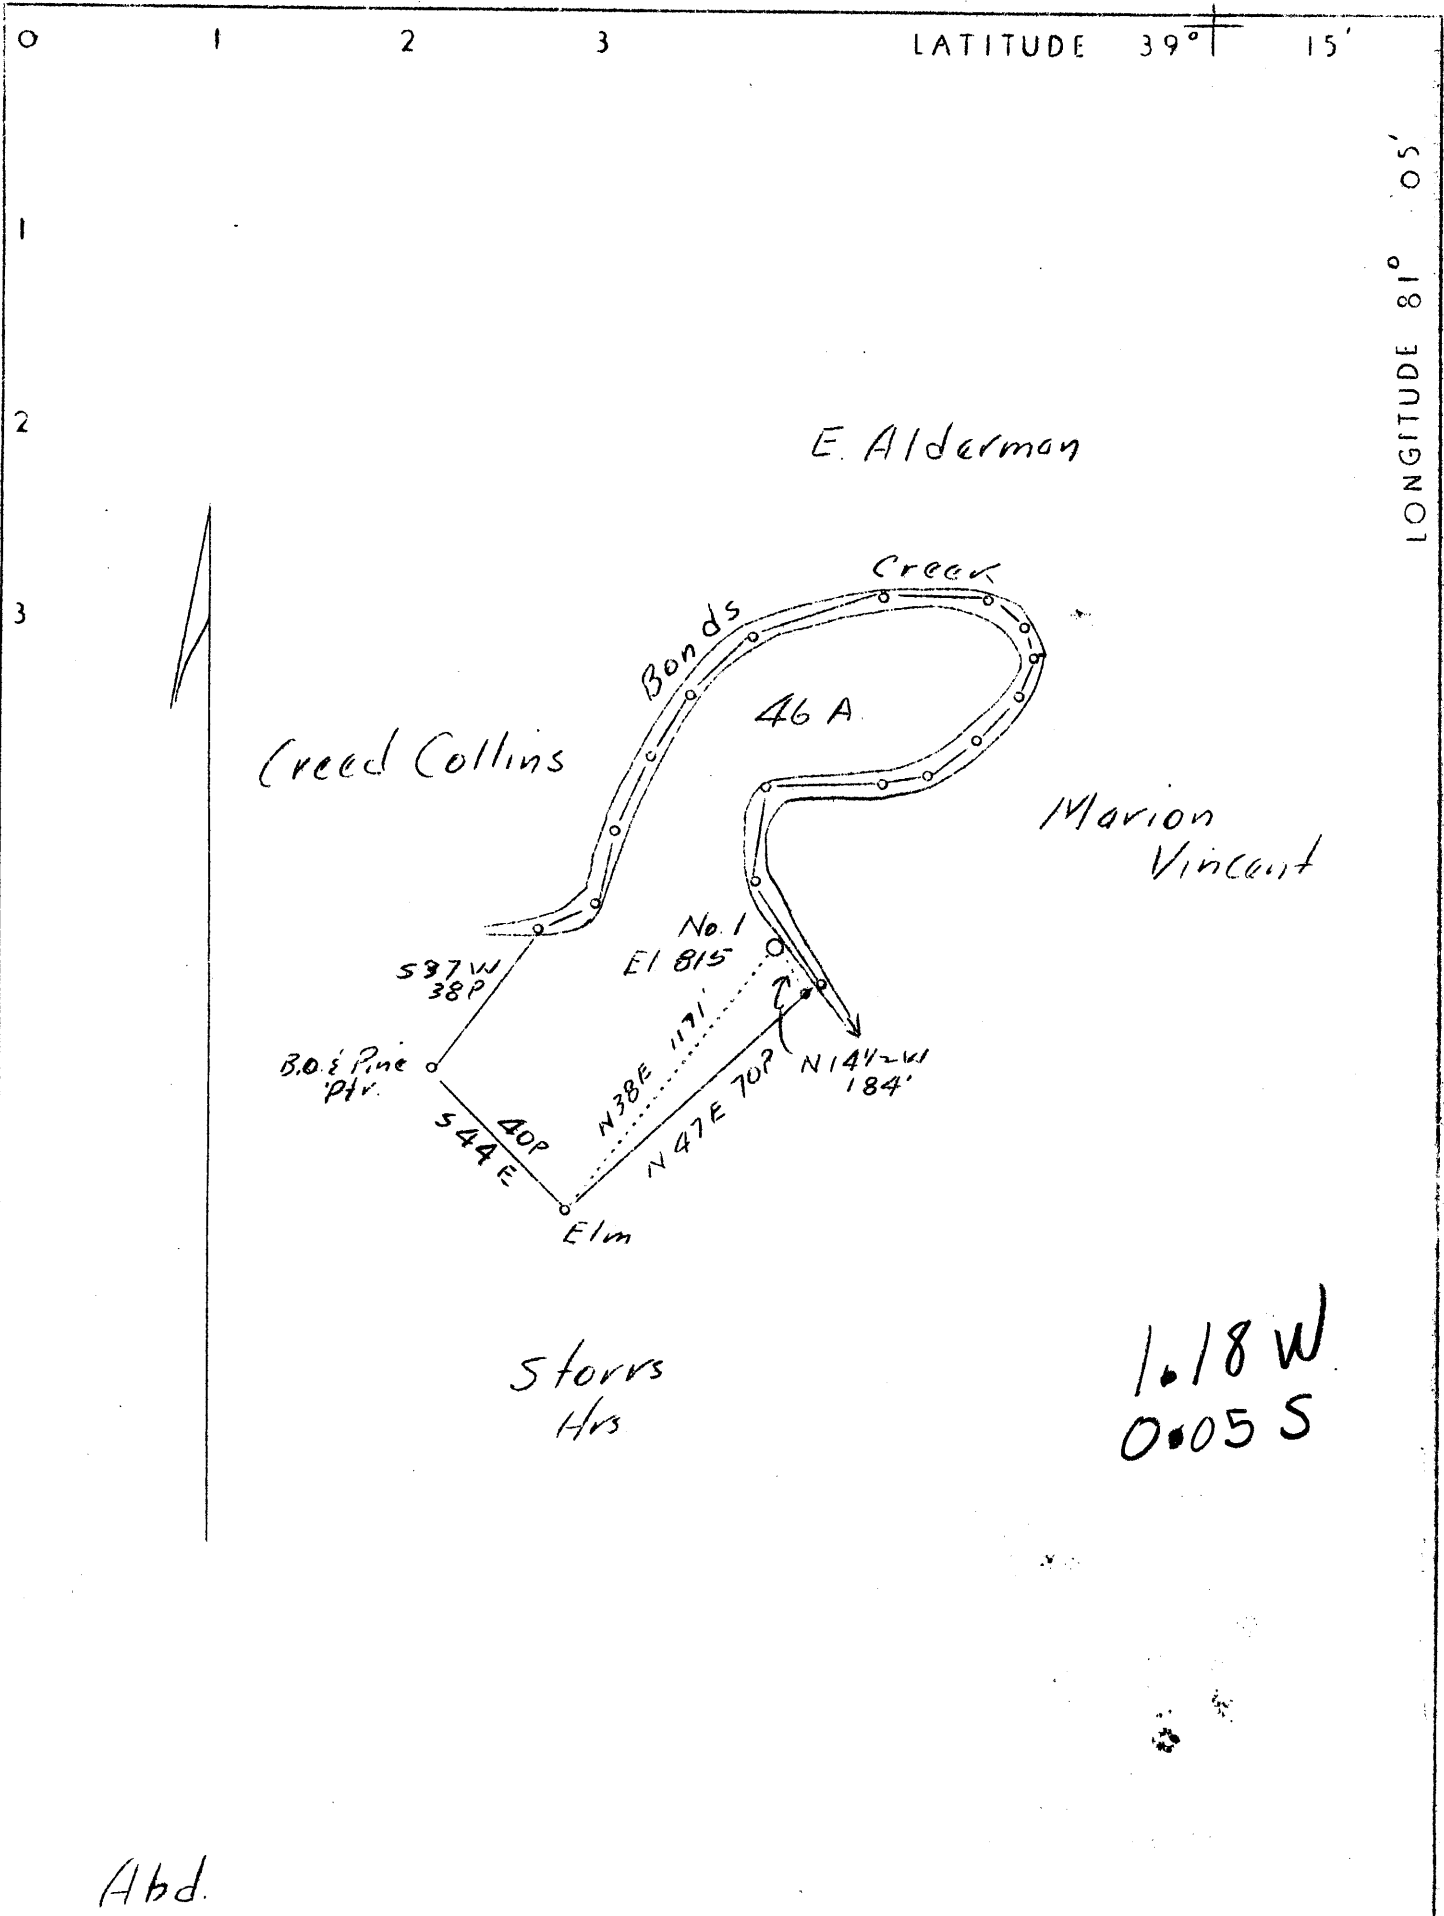 0 1 2 3 LATITUDE 39° 15'
LONGITUDE 81° 05'
1
2
3
E. Alderman
Creek
Bonds
46 A.
Creed Collins
Marion
Vincent
No. 1
El 815
S37W
38P
B.O. & Pine
Ptr.
N38E 1171'
N47E 70P
N14½W
184'
40P
S44E
Elm
Storrs
Hrs
1.18 W
0.05 S
Abd.